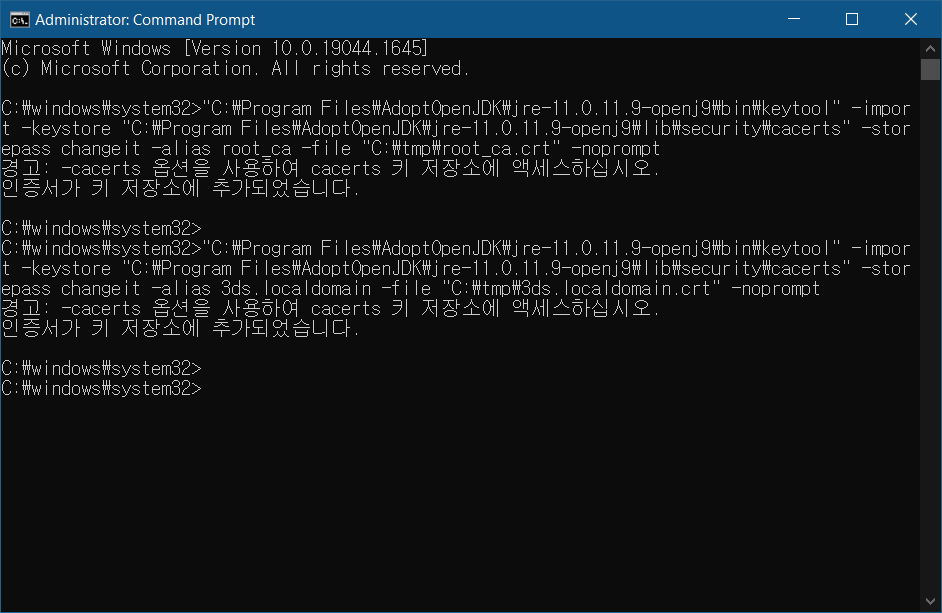 Administrator: Command Prompt
Microsoft Windows [Version 10.0.19044.1645]
(c) Microsoft Corporation. All rights reserved.
C:₩windows₩system32>"C:₩Program Files₩AdoptOpenJDK₩jre-11.0.11.9-openj9₩bin₩keytool" -impor
t -keystore "C:₩Program Files₩AdoptOpenJDK₩jre-11.0.11.9-openj9₩lib₩security₩cacerts" -stor
epass changeit -alias root_ca -file "C:₩tmp₩root_ca.crt" -noprompt
경고: -cacerts 옵션을 사용하여 cacerts 키 저장소에 액세스하십시오.
인증서가 키 저장소에 추가되었습니다.
C:₩windows₩system32>
C:₩windows₩system32>"C:₩Program Files₩AdoptOpenJDK₩jre-11.0.11.9-openj9₩bin₩keytool" -impor
t -keystore "C:₩Program Files₩AdoptOpenJDK₩jre-11.0.11.9-openj9₩lib₩security₩cacerts" -stor
epass changeit -alias 3ds.localdomain -file "C:₩tmp₩3ds.localdomain.crt" -noprompt
경고: -cacerts 옵션을 사용하여 cacerts 키 저장소에 액세스하십시오.
인증서가 키 저장소에 추가되었습니다.
C:₩windows₩system32>
C:₩windows₩system32>